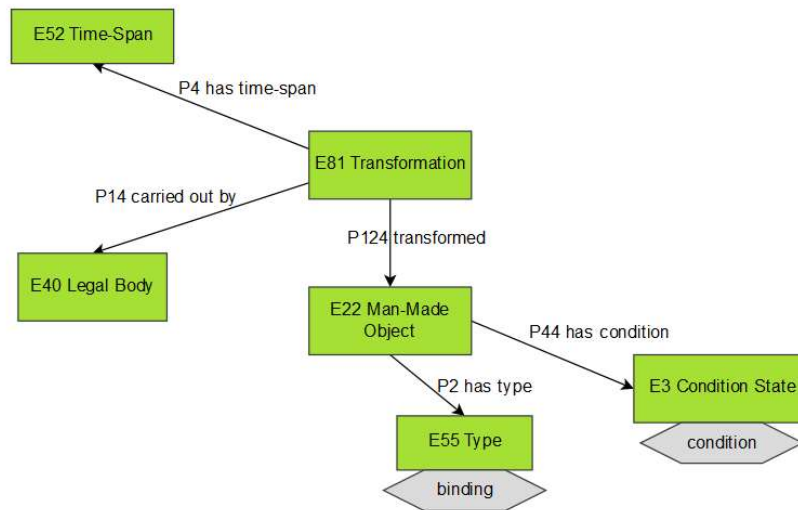 E52 Time-Span
P4 has time-span
E81 Transformation
P14 carried out by
P124 transformed
E40 Legal Body
E22 Man-Made
Object
P44 has condition
P2 has type
E3 Condition State
E55 Type
condition
binding